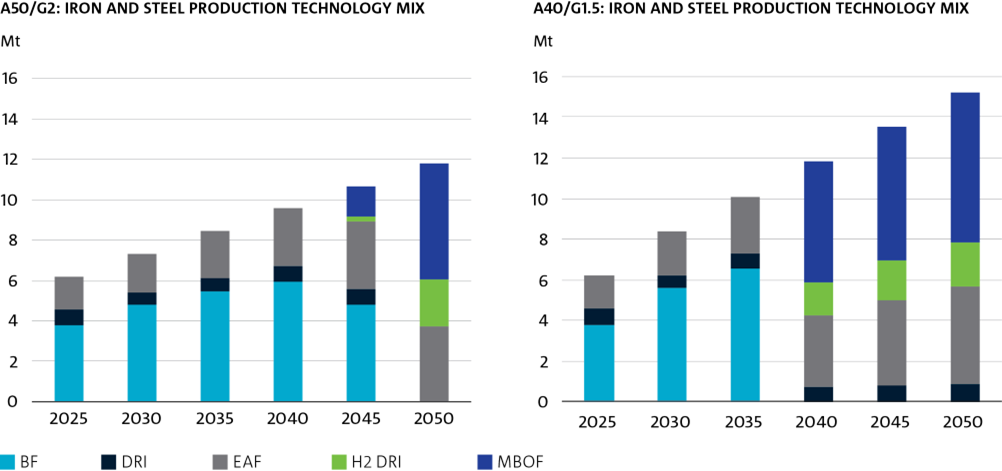 A50/G2: IRON AND STEEL PRODUCTION TECHNOLOGY MIX
Mt
16
14
12
10
8
6
4
2
0
2025 2030 2035 2040 2045 2050
A40/G1.5: IRON AND STEEL PRODUCTION TECHNOLOGY MIX
Mt
16
14
12
10
8
6
4
2
0
2025 2030 2035 2040 2045 2050
BF DRI EAF H2 DRI MBOF